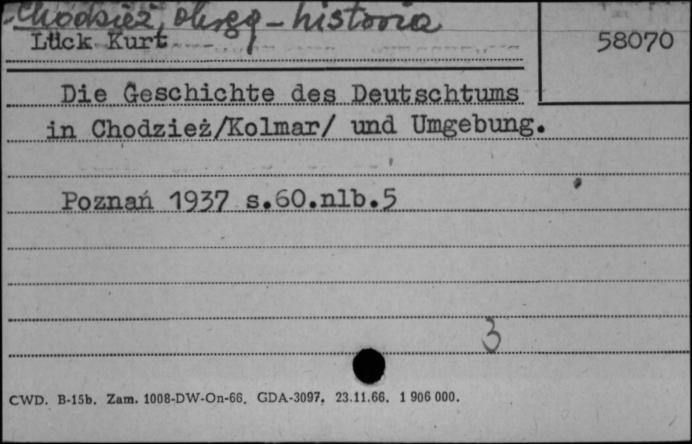 Chodzież, okręg - historia
Lück Kurt
58070
Die Geschichte des Deutschtums
in Chodzież/Kolmar/ und Umgebung.
Poznań 1937 s.60.nlb.5
3
CWD. B-15b. Zam. 1008-DW-On-66. GDA-3097. 23.11.66. 1 906 000.